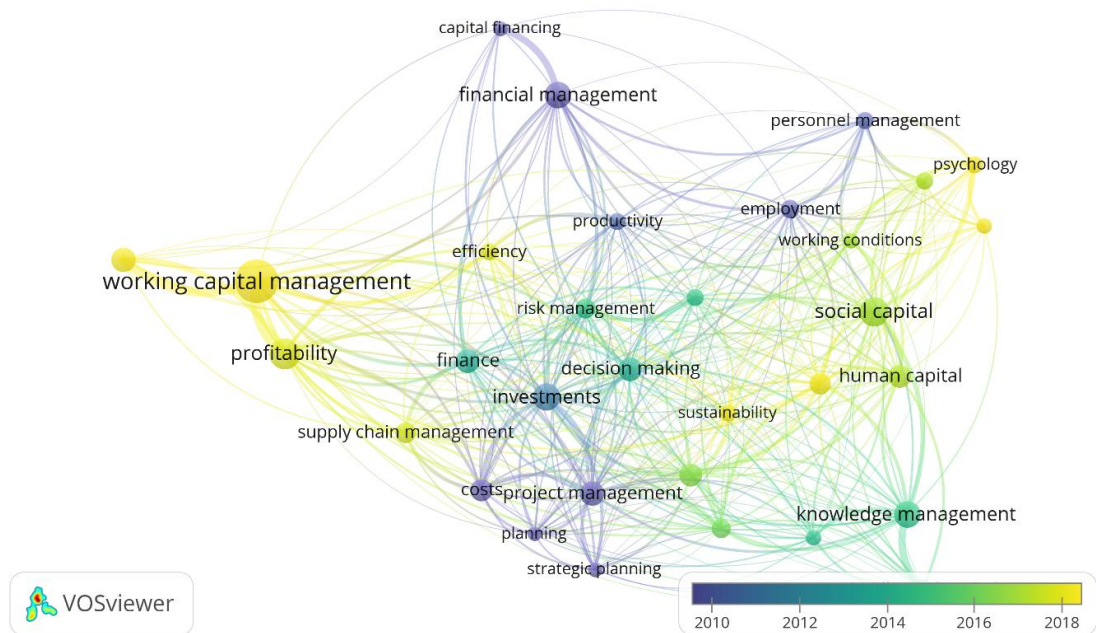 capital financing
financial management
personnel management
psychology
employment
productivity
working conditions
efficiency
working capital management
risk management
social capital
profitability
finance
decision making
human capital
investments
sustainability
supply chain management
costs
project management
knowledge management
planning
strategic planning
VOSviewer
2010 2012 2014 2016 2018